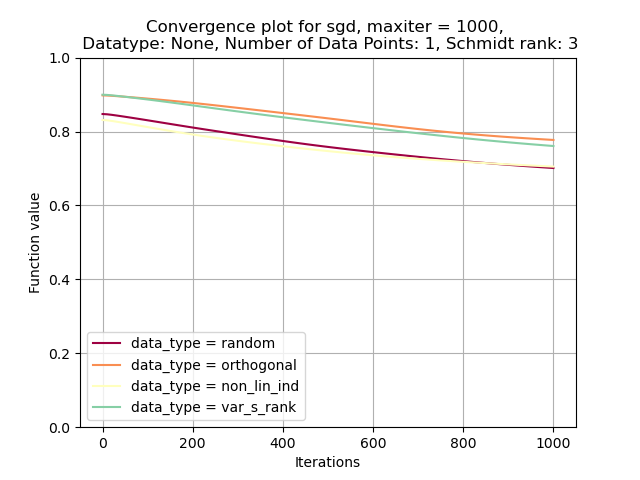 Convergence plot for sgd, maxiter = 1000,
Datatype: None, Number of Data Points: 1, Schmidt rank: 3
1.0
0.8
0.6
0.4
0.2
0.0
Function value
data_type = random
data_type = orthogonal
data_type = non_lin_ind
data_type = var_s_rank
0 200 400 600 800 1000
Iterations